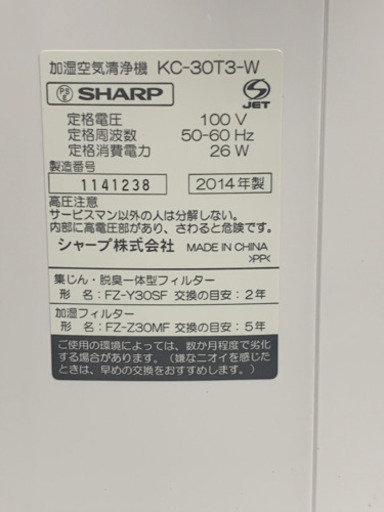 加湿空気清浄機 KC-30T3-W
PS E SHARP
S JET
定格電圧 100 V
定格周波数 50-60 Hz
定格消費電力 26 W
製造番号
1141238 2014年製
高圧注意
サービスマン以外の人は分解しない。
内部に高電圧部があり、さわると危険です。
シャープ株式会社 MADE IN CHINA
>PP<
集じん・脱臭一体型フィルター
形 名：FZ-Y30SF 交換の目安：2年
加湿フィルター
形 名：FZ-Z30MF 交換の目安：5年
ご使用の環境によっては、数か月程度で劣化
する場合があります。（嫌なニオイを感じた
ときは、早めの交換をおすすめします）